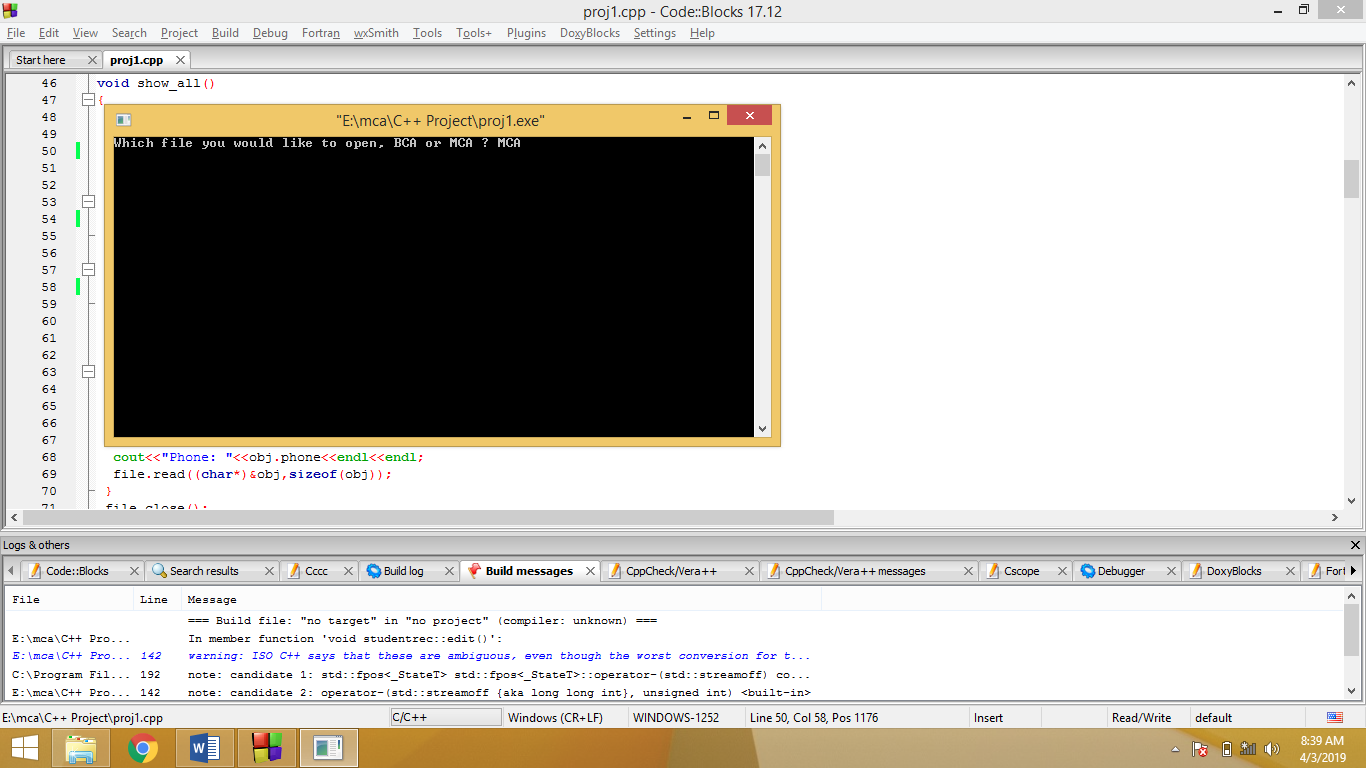 proj1.cpp - Code::Blocks 17.12
File Edit View Search Project Build Debug Fortran wxSmith Tools Tools+ Plugins DoxyBlocks Settings Help
Start here proj1.cpp
46 void show_all()
47 {
"E:\mca\C++ Project\proj1.exe"
48
Which file you would like to open, BCA or MCA ? MCA
49
50
51
52
53
54
55
56
57
58
59
60
61
62
63
64
65
66
67
68 cout<<"Phone: "<<obj.phone<<endl<<endl;
69 file.read((char*)&obj,sizeof(obj));
70 }
71 file.close();
Logs & others
Code::Blocks Search results Cccc Build log Build messages CppCheck/Vera++ CppCheck/Vera++ messages Cscope Debugger DoxyBlocks Fort
File Line Message
=== Build file: "no target" in "no project" (compiler: unknown) ===
E:\mca\C++ Pro... In member function 'void studentrec::edit()':
E:\mca\C++ Pro... 142 warning: ISO C++ says that these are ambiguous, even though the worst conversion for t...
C:\Program Fil... 192 note: candidate 1: std::fpos<_StateT> std::fpos<_StateT>::operator-(std::streamoff) co...
E:\mca\C++ Pro... 142 note: candidate 2: operator-(std::streamoff {aka long long int}, unsigned int) <built-in>
E:\mca\C++ Project\proj1.cpp C/C++ Windows (CR+LF) WINDOWS-1252 Line 50, Col 58, Pos 1176 Insert Read/Write default
8:39 AM
4/3/2019